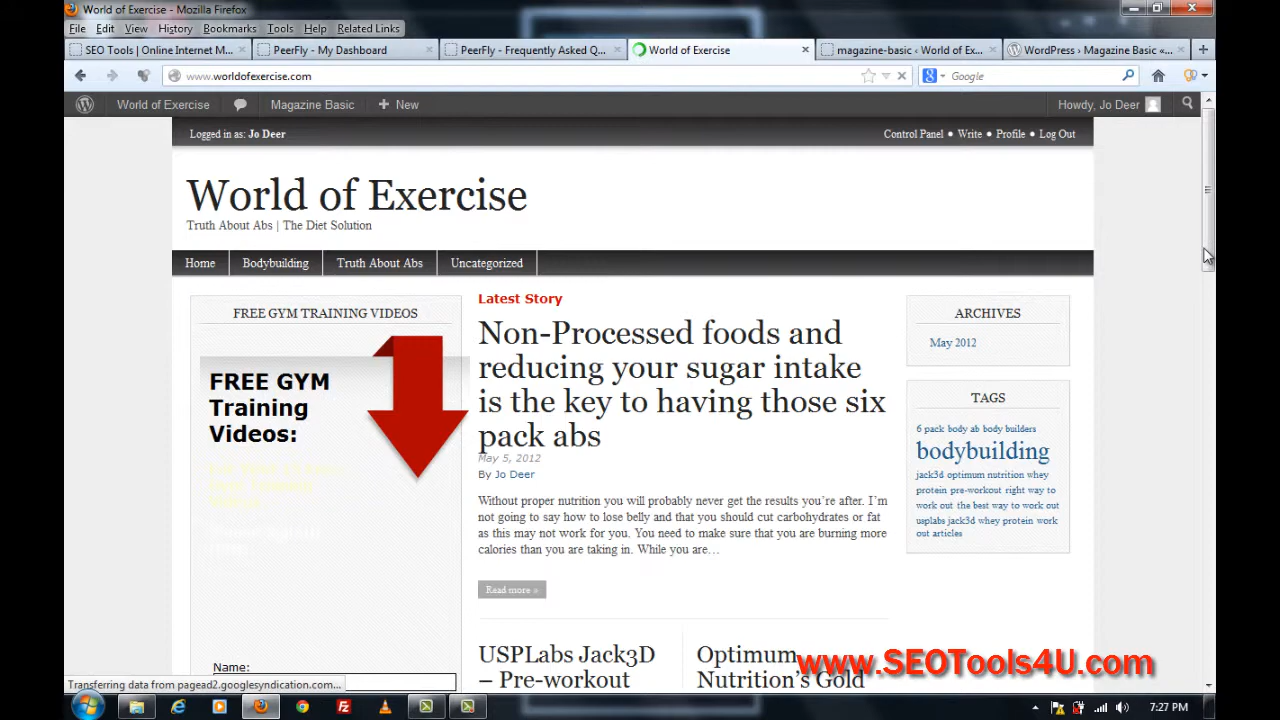 World of Exercise - Mozilla Firefox
File Edit View History Bookmarks Tools Help Related Links
SEO Tools | Online Internet M...
PeerFly - My Dashboard
PeerFly - Frequently Asked Q...
World of Exercise
magazine-basic ‹ World of Ex...
WordPress › Magazine Basic «...
www.worldofexercise.com
Google
World of Exercise
Magazine Basic
New
Howdy, Jo Deer
Logged in as: Jo Deer
Control Panel • Write • Profile • Log Out
World of Exercise
Truth About Abs | The Diet Solution
Home Bodybuilding Truth About Abs Uncategorized
FREE GYM TRAINING VIDEOS
FREE GYM
Training
Videos:
Name:
Latest Story
Non-Processed foods and
reducing your sugar intake
is the key to having those six
pack abs
May 5, 2012
By Jo Deer
Without proper nutrition you will probably never get the results you're after. I'm
not going to say how to lose belly and that you should cut carbohydrates or fat
as this may not work for you. You need to make sure that you are burning more
calories than you are taking in. While you are…
Read more »
USPLabs Jack3D
– Pre-workout
Optimum
Nutrition's Gold
ARCHIVES
May 2012
TAGS
6 pack body ab body builders
bodybuilding
jack3d optimum nutrition whey
protein pre-workout right way to
work out the best way to work out
usplabs jack3d whey protein work
out articles
www.SEOTools4U.com
Transferring data from pagead2.googlesyndication.com...
7:27 PM